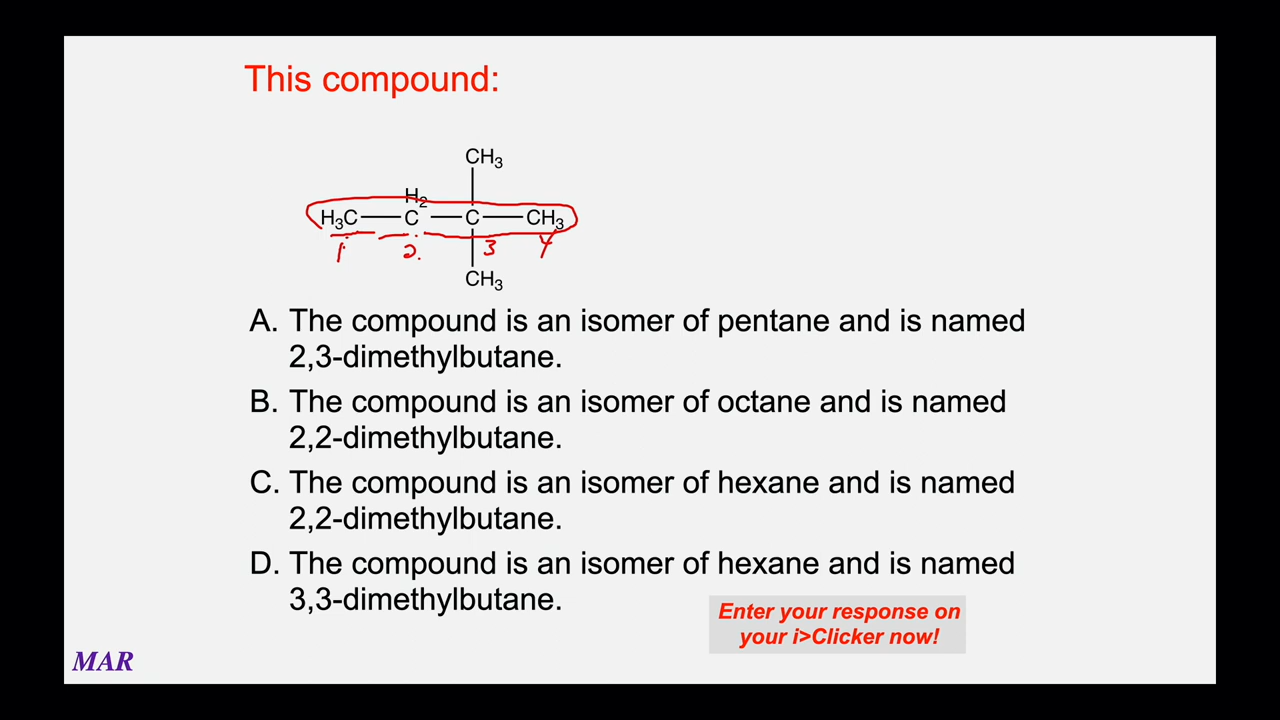 This compound:
CH3
H2
H3C C C CH3
1 2. 3 4
CH3
A. The compound is an isomer of pentane and is named
2,3-dimethylbutane.
B. The compound is an isomer of octane and is named
2,2-dimethylbutane.
C. The compound is an isomer of hexane and is named
2,2-dimethylbutane.
D. The compound is an isomer of hexane and is named
3,3-dimethylbutane.
Enter your response on
your i>Clicker now!
MAR